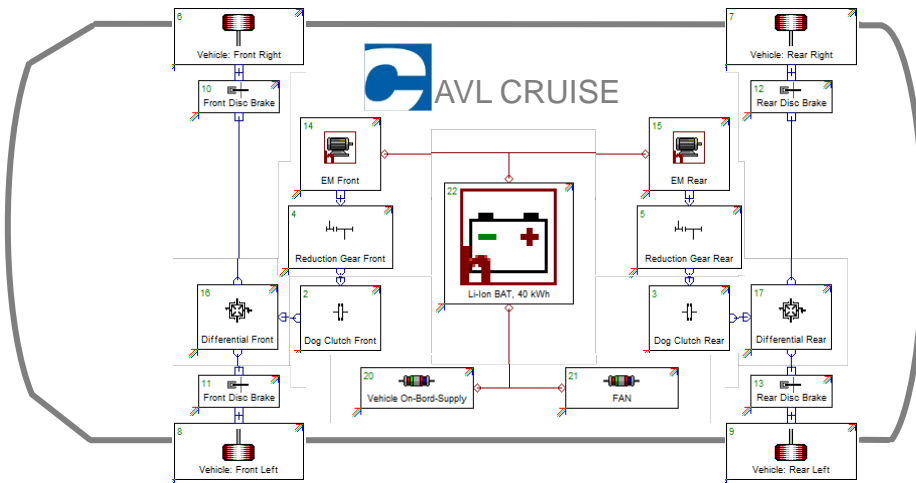 6
Vehicle: Front Right
7
Vehicle: Rear Right
10
Front Disc Brake
AVL CRUISE
12
Rear Disc Brake
14
EM Front
15
EM Rear
22
Li-Ion BAT, 40 kWh
4
Reduction Gear Front
5
Reduction Gear Rear
16
Differential Front
2
Dog Clutch Front
3
Dog Clutch Rear
17
Differential Rear
11
Front Disc Brake
20
Vehicle On-Bord-Supply
21
FAN
13
Rear Disc Brake
8
Vehicle: Front Left
9
Vehicle: Rear Left